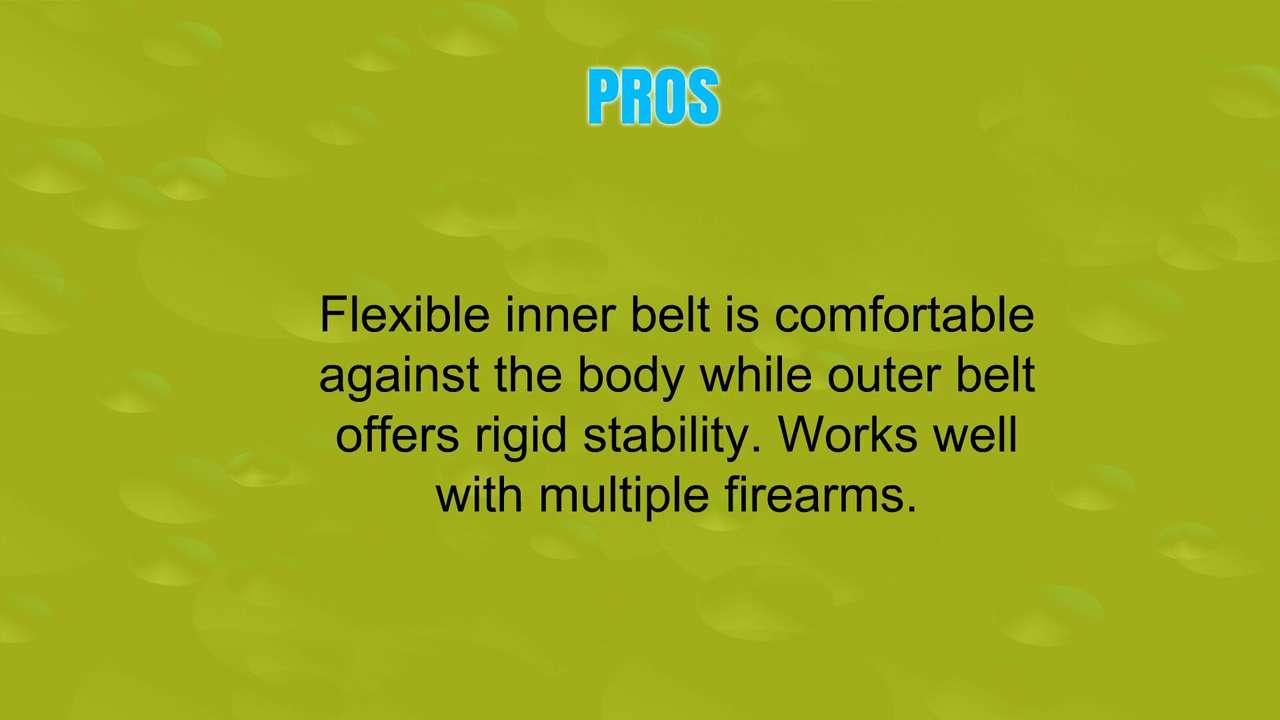 PROS
Flexible inner belt is comfortable
against the body while outer belt
offers rigid stability. Works well
with multiple firearms.